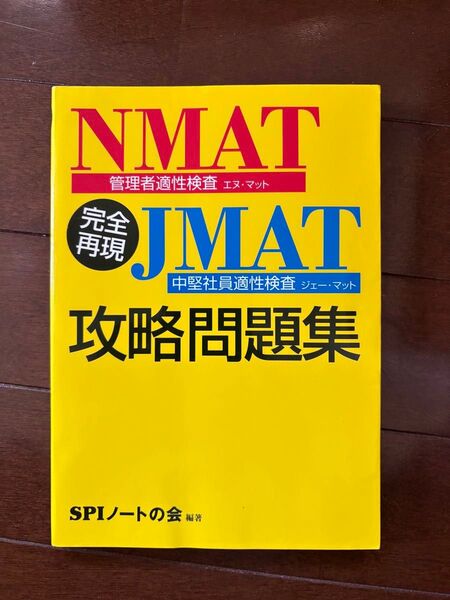 NMAT
管理者適性検査 エヌ・マット
完全
再現
JMAT
中堅社員適性検査 ジェー・マット
攻略問題集
SPIノートの会 編著